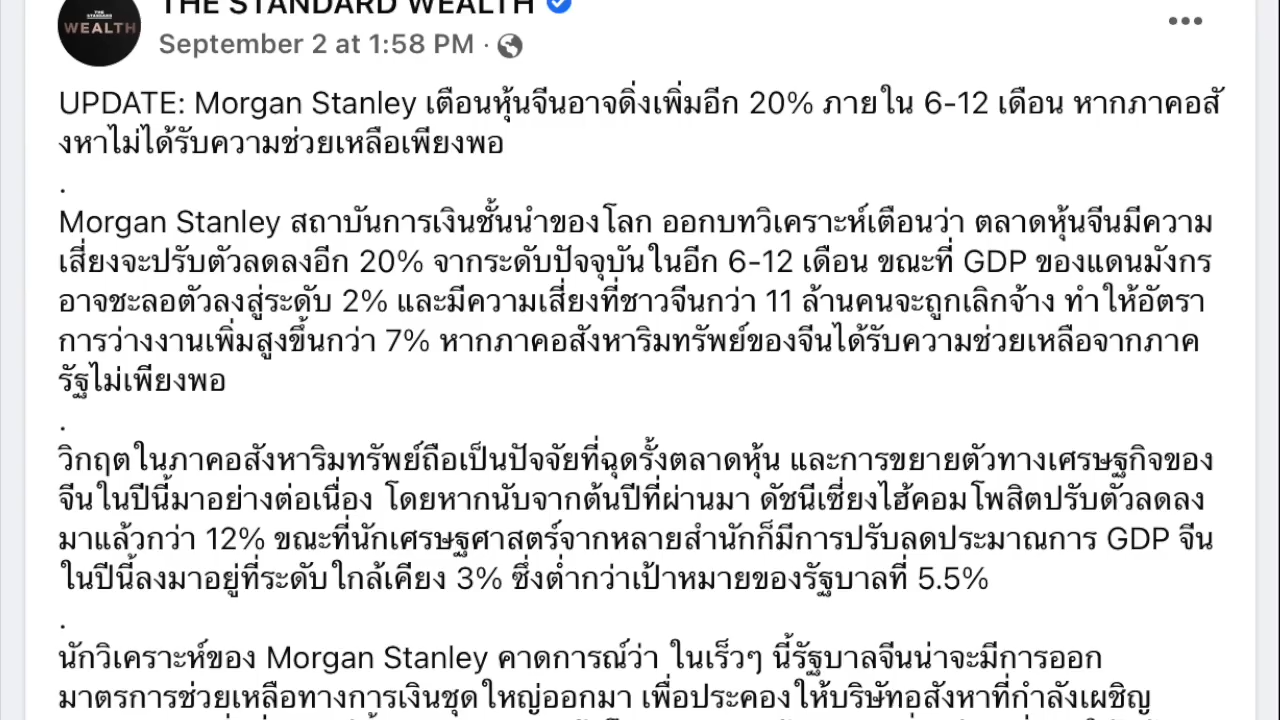 THE STANDARD WEALTH
THE STANDARD
WEALTH
September 2 at 1:58 PM ·
UPDATE: Morgan Stanley เตือนหุ้นจีนอาจดิ่งเพิ่มอีก 20% ภายใน 6-12 เดือน หากภาคอสั
งหาไม่ได้รับความช่วยเหลือเพียงพอ
.
Morgan Stanley สถาบันการเงินชั้นนำของโลก ออกบทวิเคราะห์เตือนว่า ตลาดหุ้นจีนมีความ
เสี่ยงจะปรับตัวลดลงอีก 20% จากระดับปัจจุบันในอีก 6-12 เดือน ขณะที่ GDP ของแดนมังกร
อาจชะลอตัวลงสู่ระดับ 2% และมีความเสี่ยงที่ชาวจีนกว่า 11 ล้านคนจะถูกเลิกจ้าง ทำให้อัตรา
การว่างงานเพิ่มสูงขึ้นกว่า 7% หากภาคอสังหาริมทรัพย์ของจีนได้รับความช่วยเหลือจากภาค
รัฐไม่เพียงพอ
.
วิกฤตในภาคอสังหาริมทรัพย์ถือเป็นปัจจัยที่ฉุดรั้งตลาดหุ้น และการขยายตัวทางเศรษฐกิจของ
จีนในปีนี้มาอย่างต่อเนื่อง โดยหากนับจากต้นปีที่ผ่านมา ดัชนีเซี่ยงไฮ้คอมโพสิตปรับตัวลดลง
มาแล้วกว่า 12% ขณะที่นักเศรษฐศาสตร์จากหลายสำนักก็มีการปรับลดประมาณการ GDP จีน
ในปีนี้ลงมาอยู่ที่ระดับใกล้เคียง 3% ซึ่งต่ำกว่าเป้าหมายของรัฐบาลที่ 5.5%
.
นักวิเคราะห์ของ Morgan Stanley คาดการณ์ว่า ในเร็วๆ นี้รัฐบาลจีนน่าจะมีการออก
มาตรการช่วยเหลือทางการเงินชุดใหญ่ออกมา เพื่อประคองให้บริษัทอสังหาที่กำลังเผชิญ